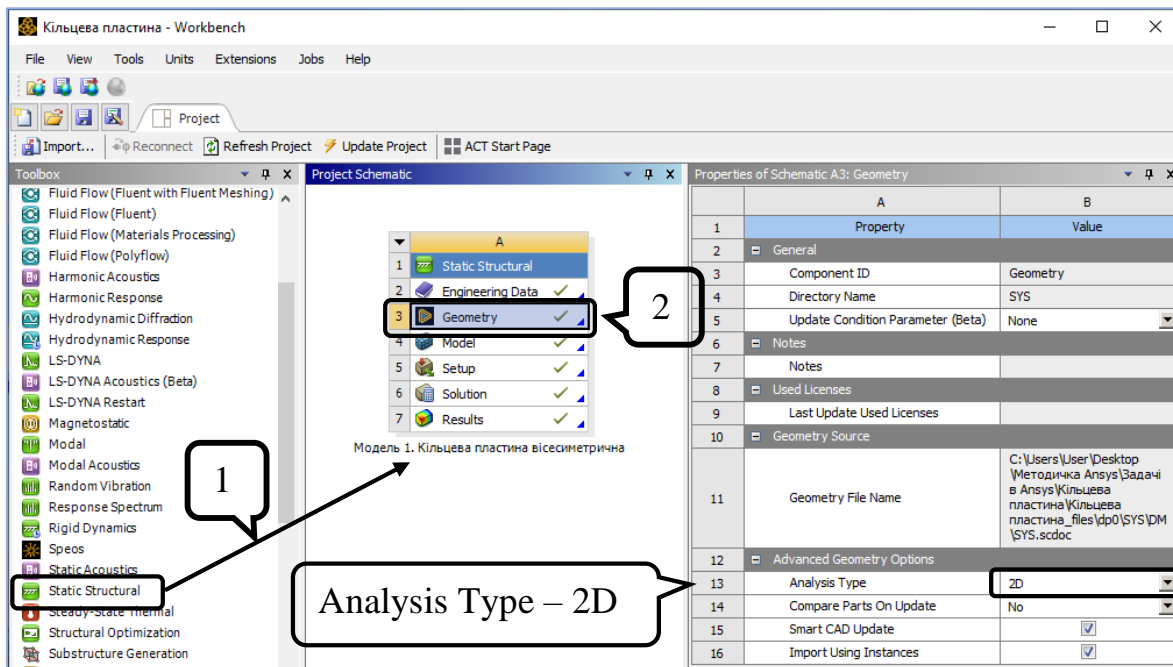 Кільцева пластина - Workbench
File View Tools Units Extensions Jobs Help
Project
Import... Reconnect Refresh Project Update Project ACT Start Page
Toolbox
Fluid Flow (Fluent with Fluent Meshing)
Fluid Flow (Fluent)
Fluid Flow (Materials Processing)
Fluid Flow (Polyflow)
Harmonic Acoustics
Harmonic Response
Hydrodynamic Diffraction
Hydrodynamic Response
LS-DYNA
LS-DYNA Acoustics (Beta)
LS-DYNA Restart
Magnetostatic
Modal
Modal Acoustics
Random Vibration
Response Spectrum
Rigid Dynamics
Speos
Static Acoustics
Static Structural
Steady-State Thermal
Structural Optimization
Substructure Generation
1
Project Schematic
A
1 Static Structural
2 Engineering Data
3 Geometry
4 Model
5 Setup
6 Solution
7 Results
Модель 1. Кільцева пластина вісесиметрична
2
Analysis Type – 2D
Properties of Schematic A3: Geometry
A B
1 Property Value
2 General
3 Component ID Geometry
4 Directory Name SYS
5 Update Condition Parameter (Beta) None
6 Notes
7 Notes
8 Used Licenses
9 Last Update Used Licenses
10 Geometry Source
11 Geometry File Name
C:\Users\User\Desktop
\Методичка Ansys\Задачі
в Ansys\Кільцева
пластина\Кільцева
пластина_files\dp0\SYS\DM
\SYS.scdoc
12 Advanced Geometry Options
13 Analysis Type 2D
14 Compare Parts On Update No
15 Smart CAD Update
16 Import Using Instances